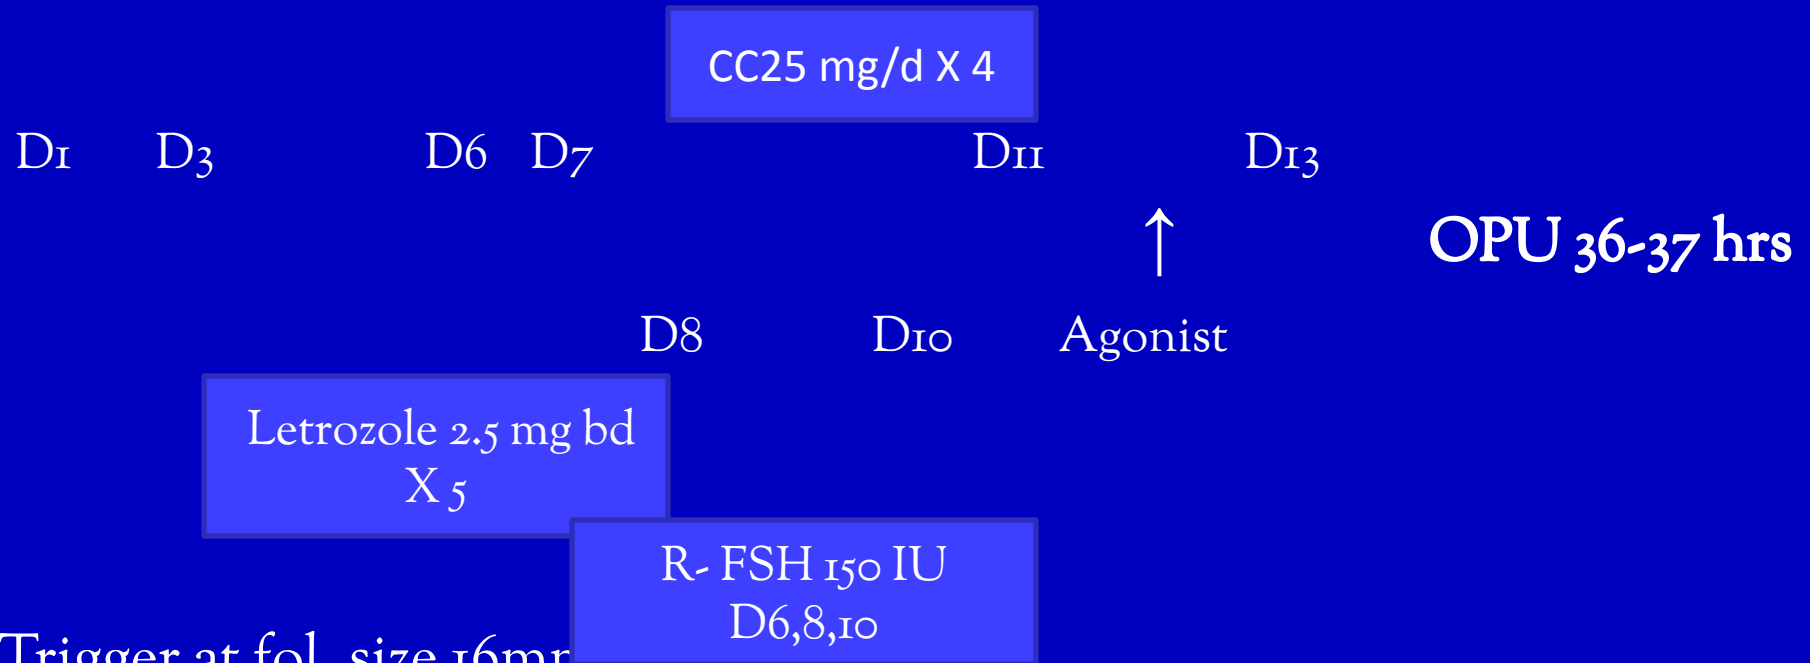 CC25 mg/d X 4
D1 D3 D6 D7 D11 D13
↑
OPU 36-37 hrs
D8 D10 Agonist
Letrozole 2.5 mg bd
X 5
R- FSH 150 IU
D6,8,10
Trigger at fol. size